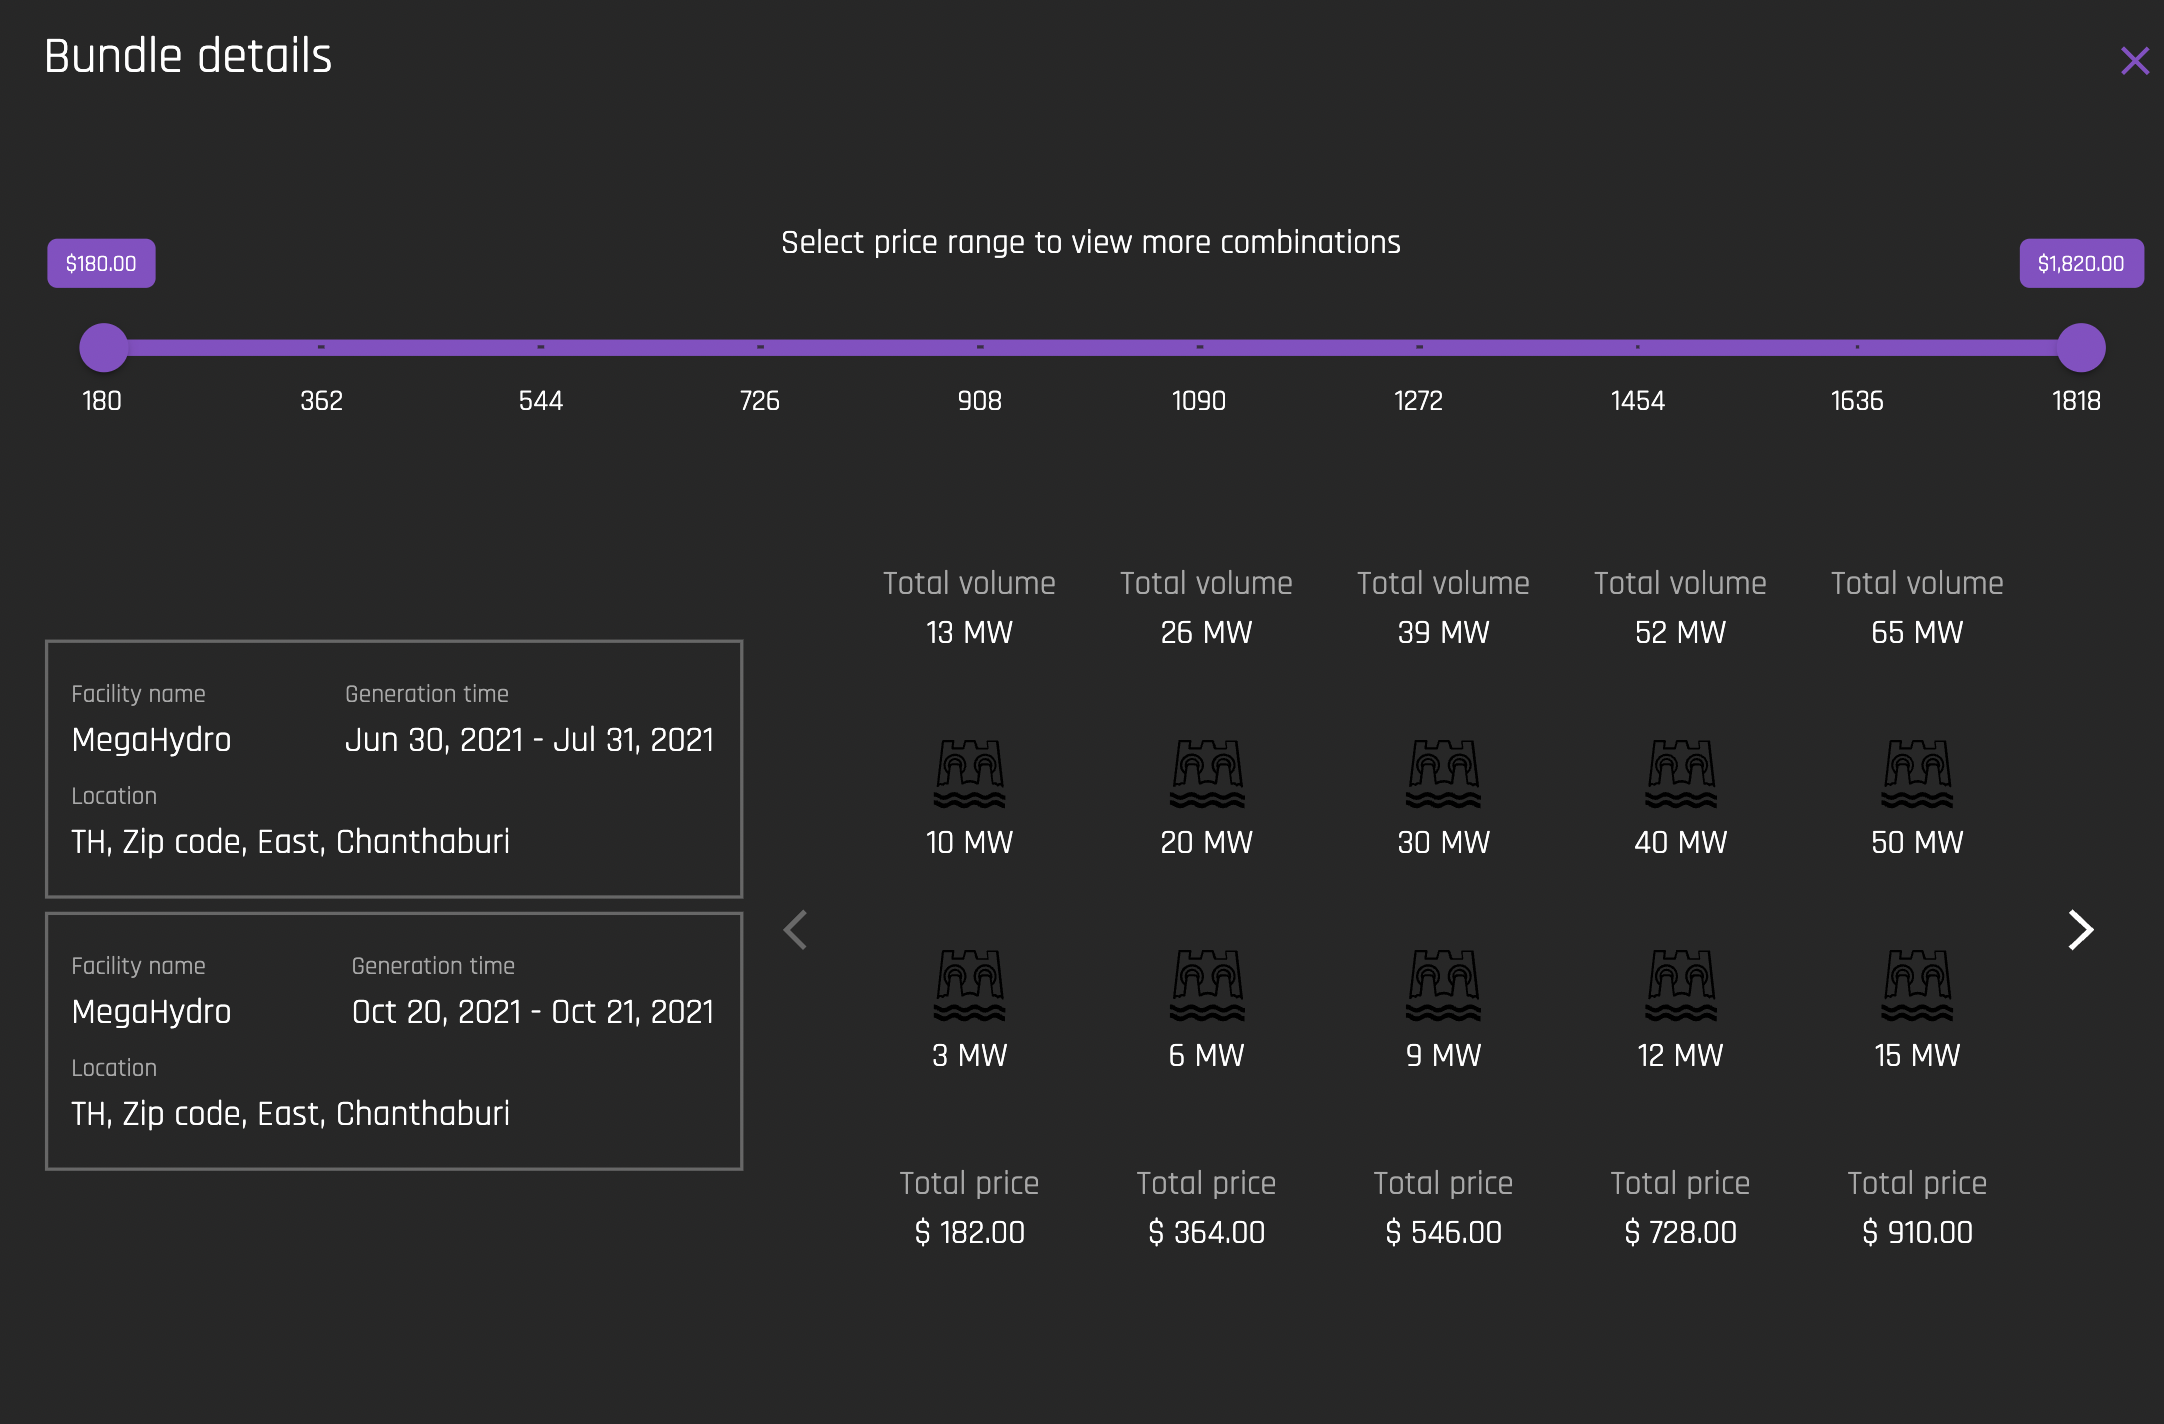 Bundle details
Select price range to view more combinations
$180.00
$1,820.00
180 362 544 726 908 1090 1272 1454 1636 1818
Facility name Generation time
MegaHydro Jun 30, 2021 - Jul 31, 2021
Location
TH, Zip code, East, Chanthaburi
Facility name Generation time
MegaHydro Oct 20, 2021 - Oct 21, 2021
Location
TH, Zip code, East, Chanthaburi
Total volume Total volume Total volume Total volume Total volume
13 MW 26 MW 39 MW 52 MW 65 MW
10 MW 20 MW 30 MW 40 MW 50 MW
3 MW 6 MW 9 MW 12 MW 15 MW
Total price Total price Total price Total price Total price
$ 182.00 $ 364.00 $ 546.00 $ 728.00 $ 910.00